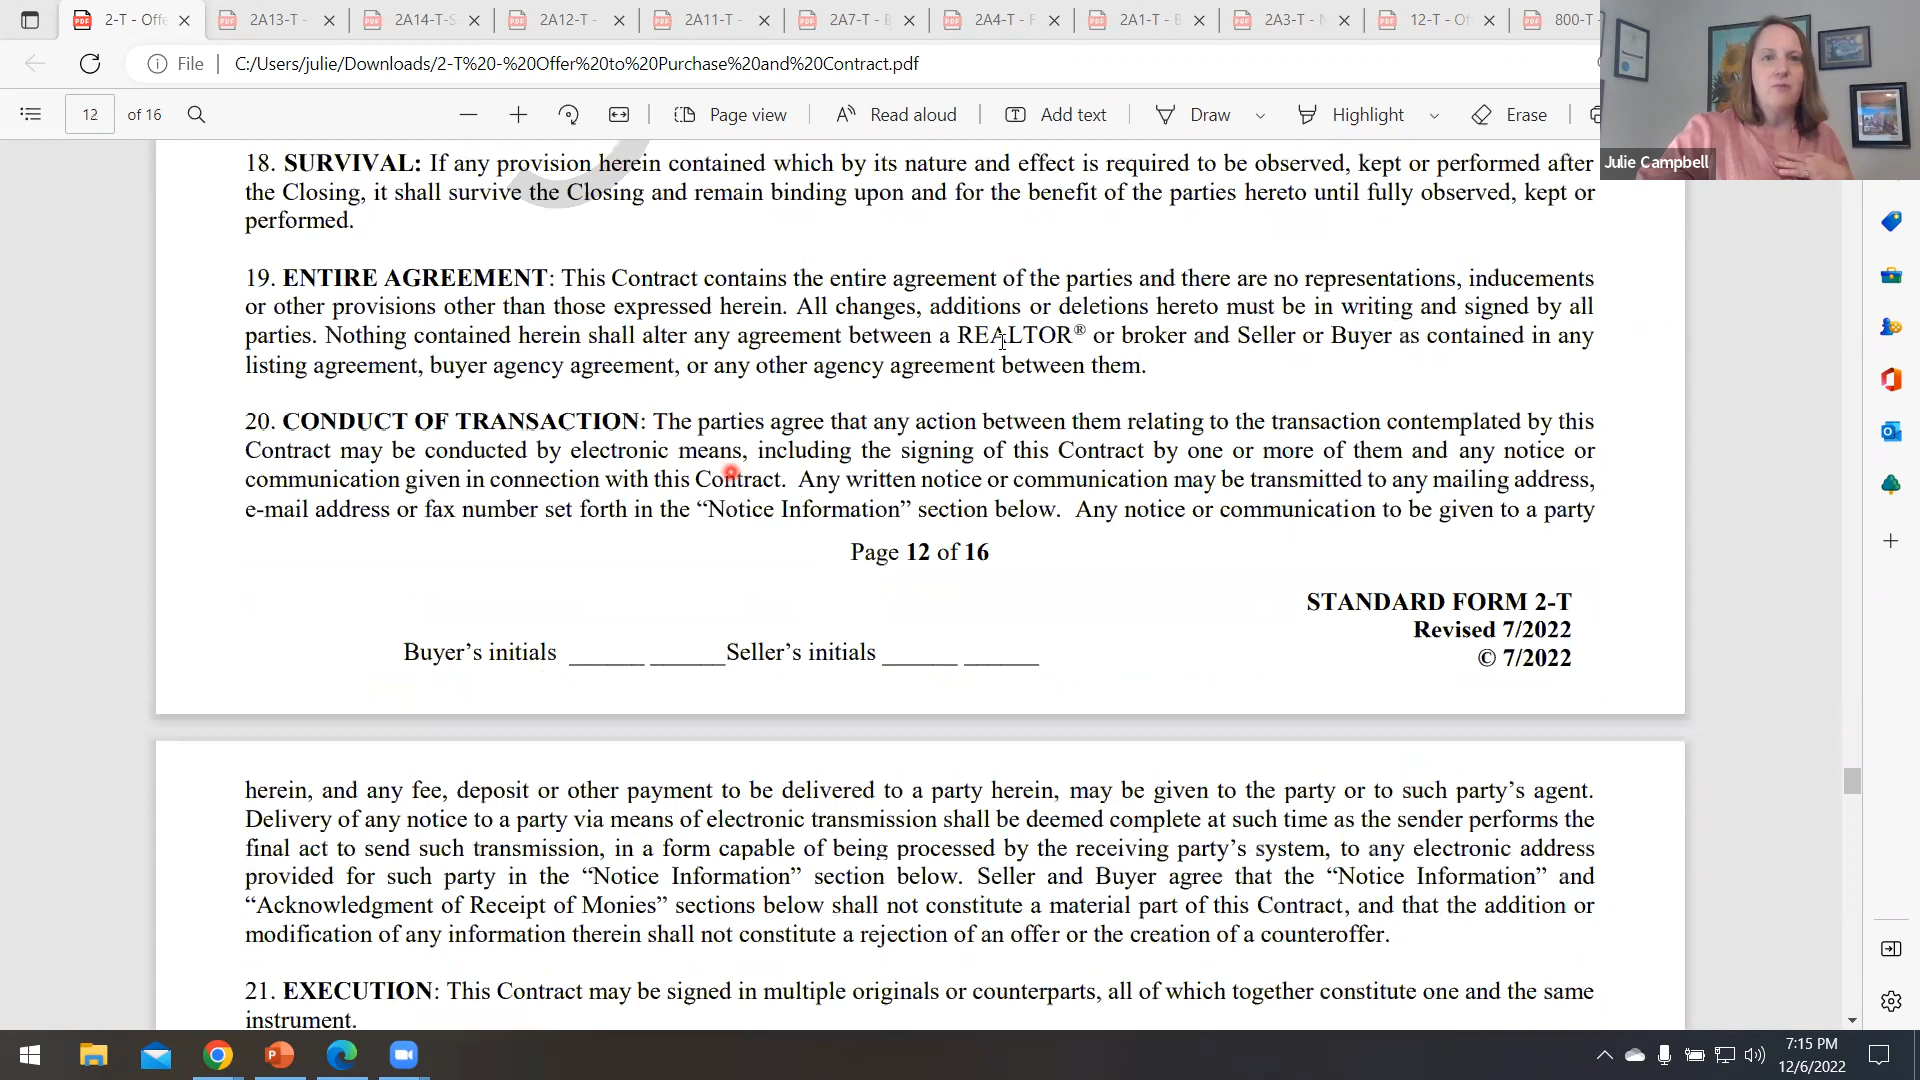 2-T - Offe
2A13-T -
2A14-T-S
2A12-T -
2A11-T -
2A7-T - B
2A4-T - F
2A1-T - B
2A3-T - N
12-T - Of
800-T -
File C:/Users/julie/Downloads/2-T%20-%20Offer%20to%20Purchase%20and%20Contract.pdf
12 of 16 Page view Read aloud Add text Draw Highlight Erase
Julie Campbell
18. SURVIVAL: If any provision herein contained which by its nature and effect is required to be observed, kept or performed after
the Closing, it shall survive the Closing and remain binding upon and for the benefit of the parties hereto until fully observed, kept or
performed.
19. ENTIRE AGREEMENT: This Contract contains the entire agreement of the parties and there are no representations, inducements
or other provisions other than those expressed herein. All changes, additions or deletions hereto must be in writing and signed by all
parties. Nothing contained herein shall alter any agreement between a REALTOR® or broker and Seller or Buyer as contained in any
listing agreement, buyer agency agreement, or any other agency agreement between them.
20. CONDUCT OF TRANSACTION: The parties agree that any action between them relating to the transaction contemplated by this
Contract may be conducted by electronic means, including the signing of this Contract by one or more of them and any notice or
communication given in connection with this Contract. Any written notice or communication may be transmitted to any mailing address,
e-mail address or fax number set forth in the “Notice Information” section below. Any notice or communication to be given to a party
Page 12 of 16
STANDARD FORM 2-T
Revised 7/2022
© 7/2022
Buyer’s initials ______ ______Seller’s initials ______ ______
herein, and any fee, deposit or other payment to be delivered to a party herein, may be given to the party or to such party’s agent.
Delivery of any notice to a party via means of electronic transmission shall be deemed complete at such time as the sender performs the
final act to send such transmission, in a form capable of being processed by the receiving party’s system, to any electronic address
provided for such party in the “Notice Information” section below. Seller and Buyer agree that the “Notice Information” and
“Acknowledgment of Receipt of Monies” sections below shall not constitute a material part of this Contract, and that the addition or
modification of any information therein shall not constitute a rejection of an offer or the creation of a counteroffer.
21. EXECUTION: This Contract may be signed in multiple originals or counterparts, all of which together constitute one and the same
instrument.
7:15 PM
12/6/2022